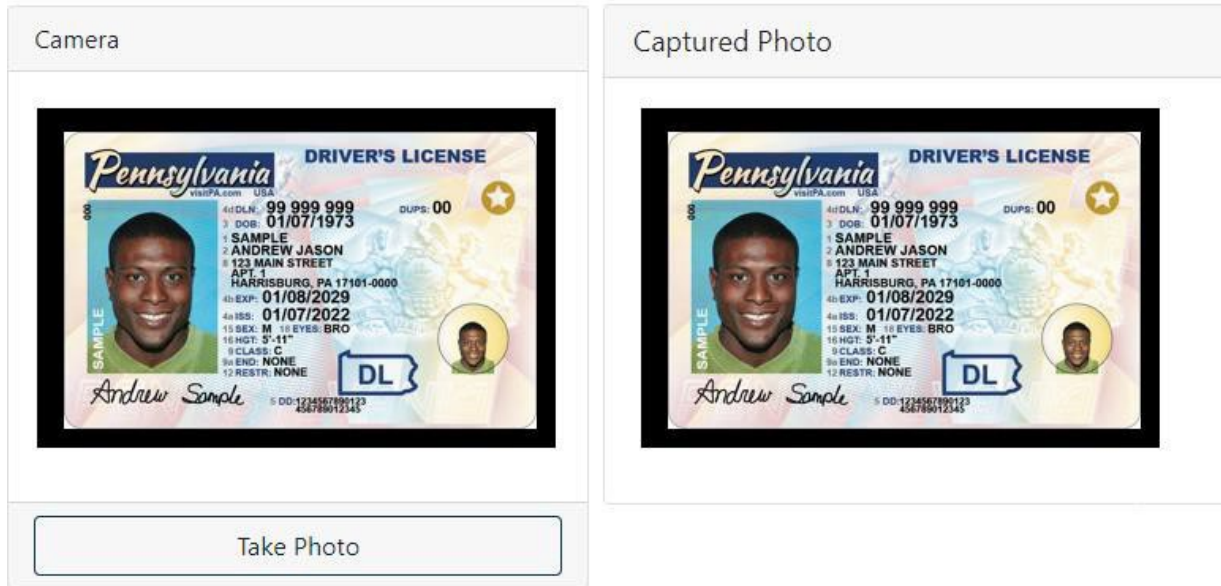 Camera
DRIVER'S LICENSE
Pennsylvania
visitPA.com USA
4d DLN: 99 999 999 DUPS: 00
3 DOB: 01/07/1973
1 SAMPLE
2 ANDREW JASON
8 123 MAIN STREET
APT. 1
HARRISBURG, PA 17101-0000
4b EXP: 01/08/2029
4a ISS: 01/07/2022
15 SEX: M 18 EYES: BRO
16 HGT: 5'-11"
9 CLASS: C
9a END: NONE
12 RESTR: NONE
000
SAMPLE
DL
Andrew Sample
5 DD: 1234567890123
456789012345
Take Photo
Captured Photo
DRIVER'S LICENSE
Pennsylvania
visitPA.com USA
4d DLN: 99 999 999 DUPS: 00
3 DOB: 01/07/1973
1 SAMPLE
2 ANDREW JASON
8 123 MAIN STREET
APT. 1
HARRISBURG, PA 17101-0000
4b EXP: 01/08/2029
4a ISS: 01/07/2022
15 SEX: M 18 EYES: BRO
16 HGT: 5'-11"
9 CLASS: C
9a END: NONE
12 RESTR: NONE
000
SAMPLE
DL
Andrew Sample
5 DD: 1234567890123
456789012345